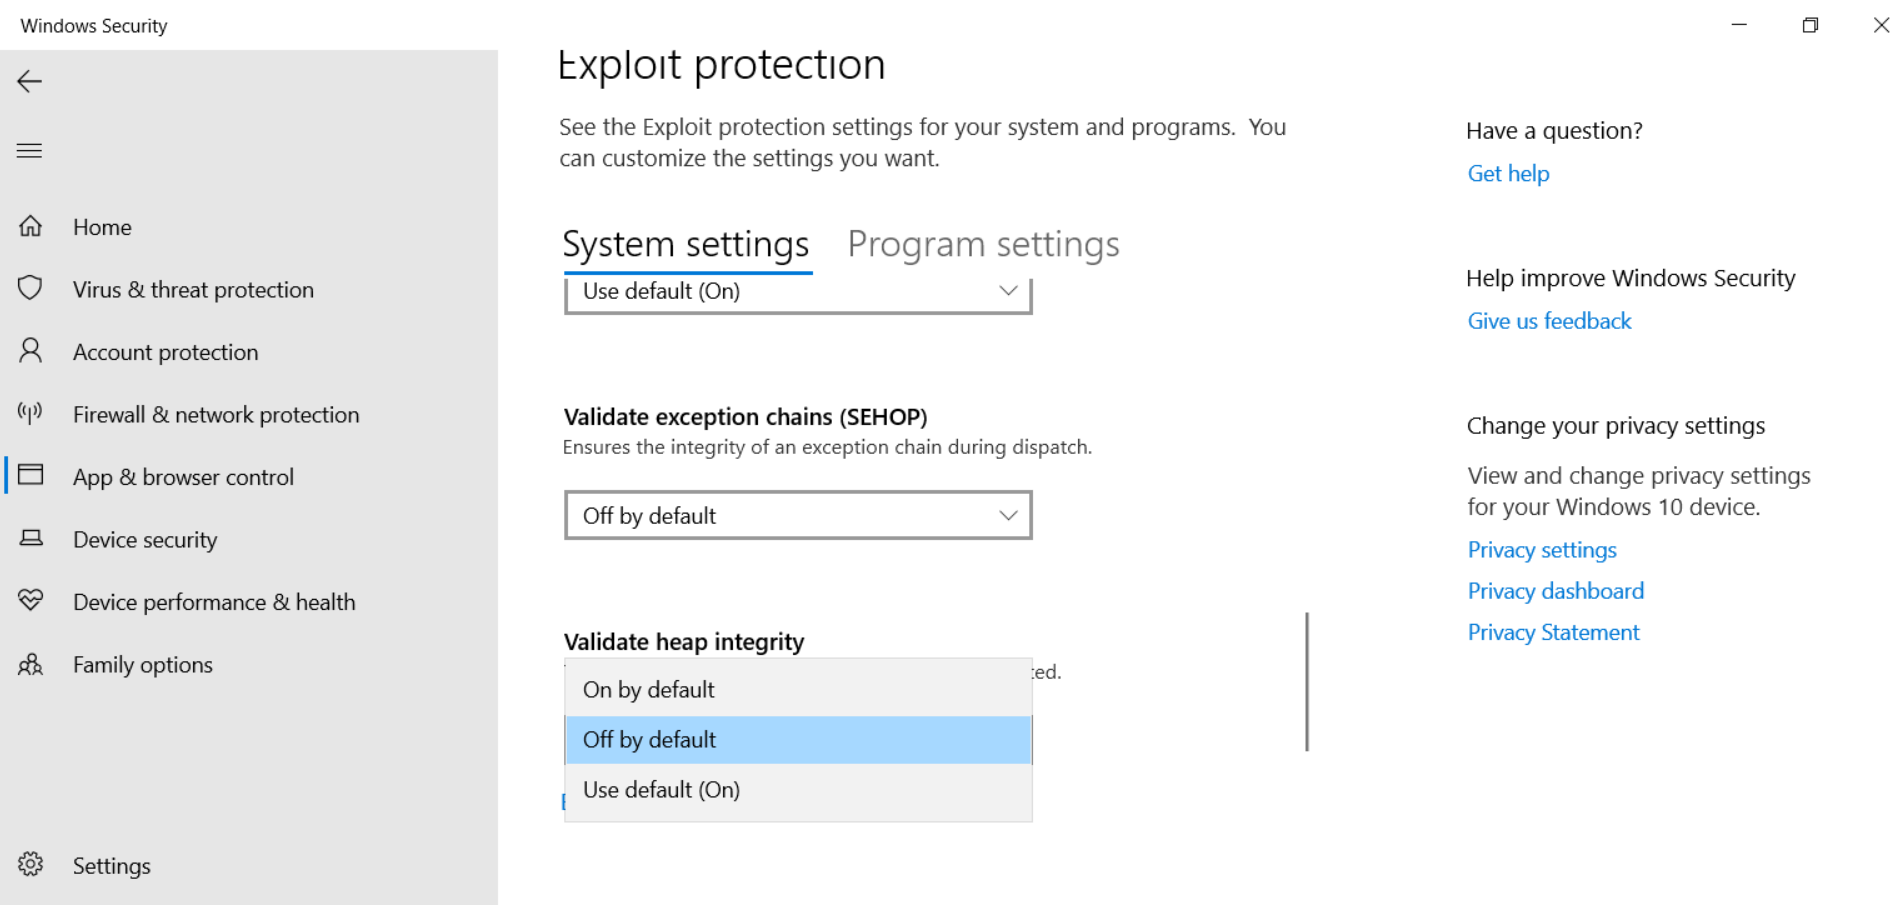 Windows Security
Exploit protection
See the Exploit protection settings for your system and programs. You
can customize the settings you want.
System settings
Program settings
Use default (On)
Validate exception chains (SEHOP)
Ensures the integrity of an exception chain during dispatch.
Off by default
Validate heap integrity
On by default
Off by default
Use default (On)
Home
Virus & threat protection
Account protection
Firewall & network protection
App & browser control
Device security
Device performance & health
Family options
Settings
Have a question?
Get help
Help improve Windows Security
Give us feedback
Change your privacy settings
View and change privacy settings
for your Windows 10 device.
Privacy settings
Privacy dashboard
Privacy Statement